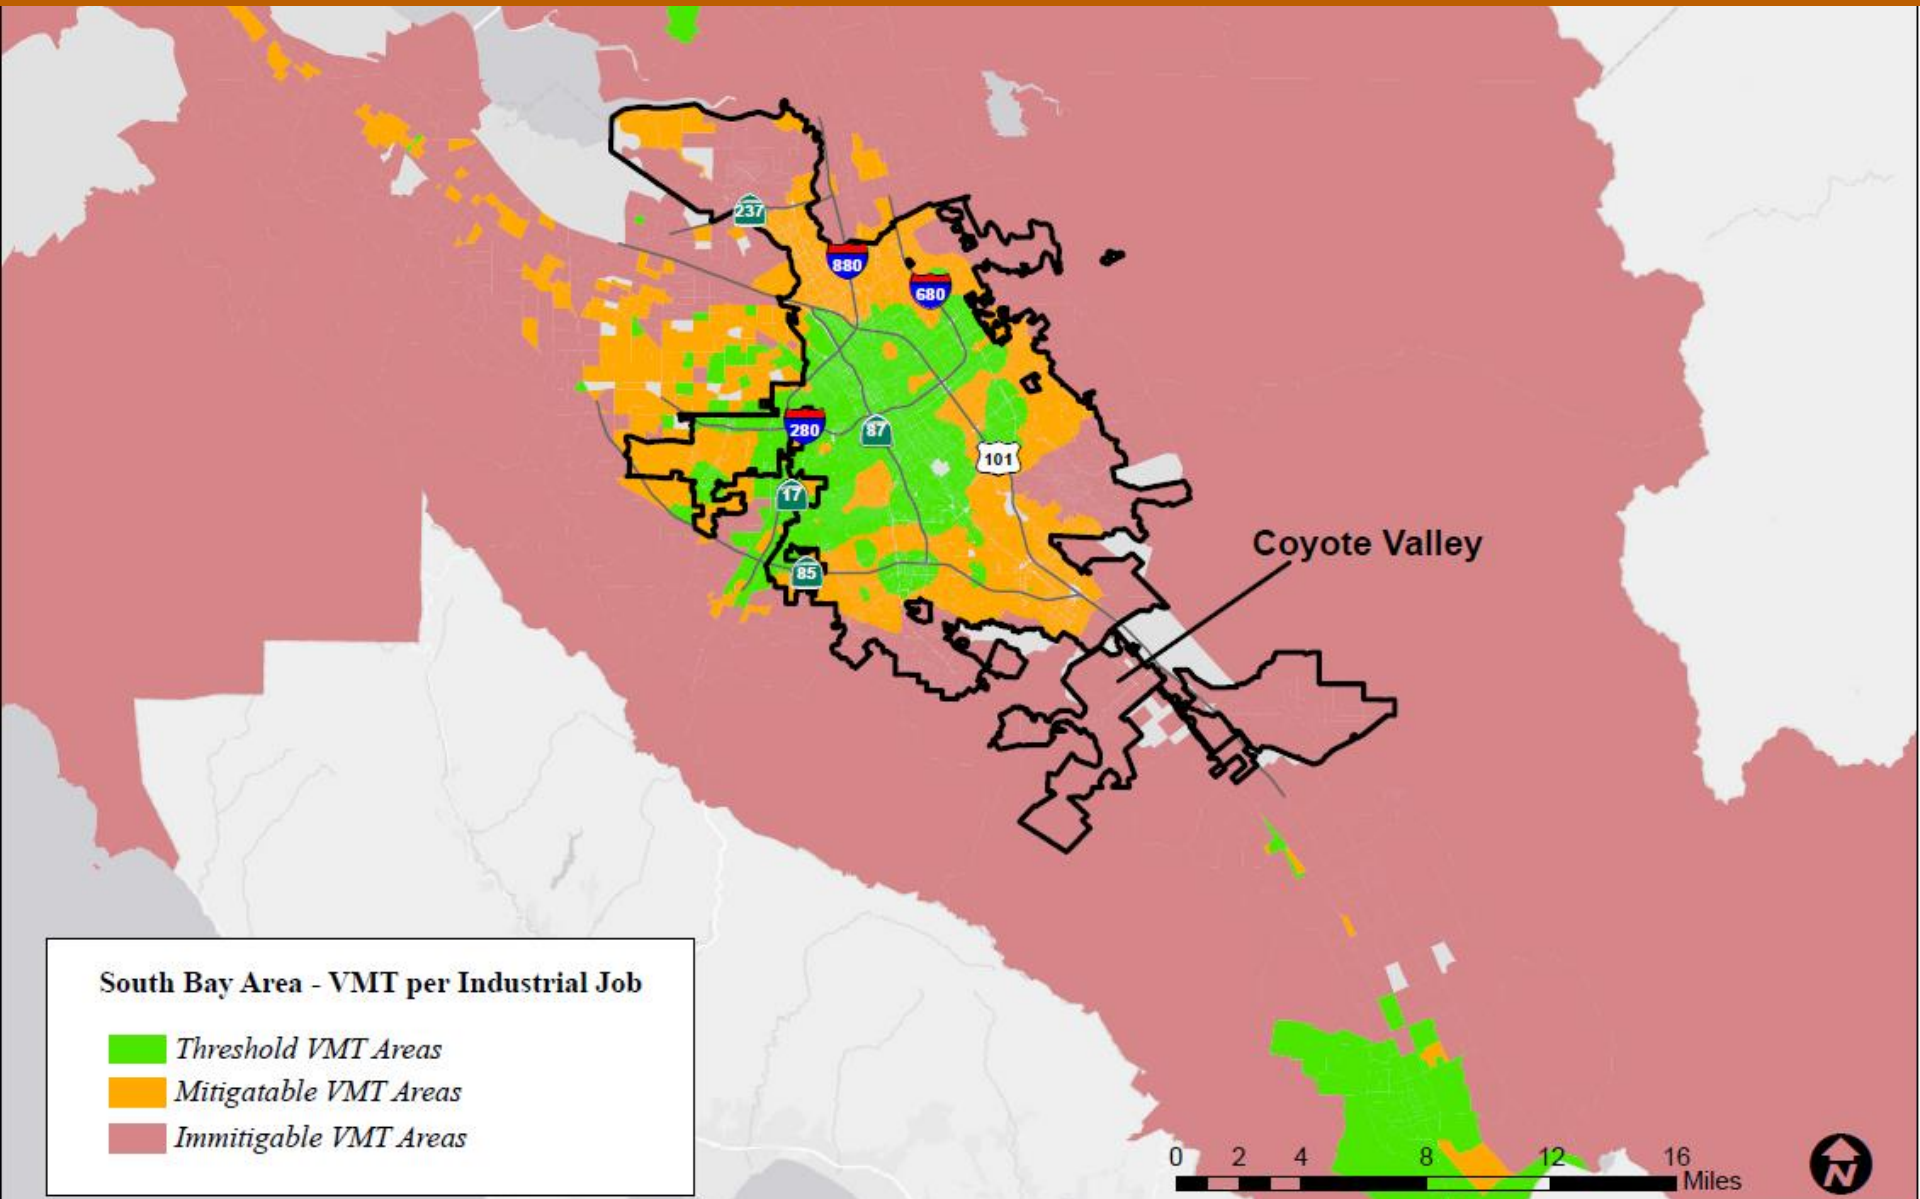 237
880
680
280
87
101
17
85
Coyote Valley
South Bay Area - VMT per Industrial Job
Threshold VMT Areas
Mitigatable VMT Areas
Immitigable VMT Areas
0 2 4 8 12 16
Miles
N